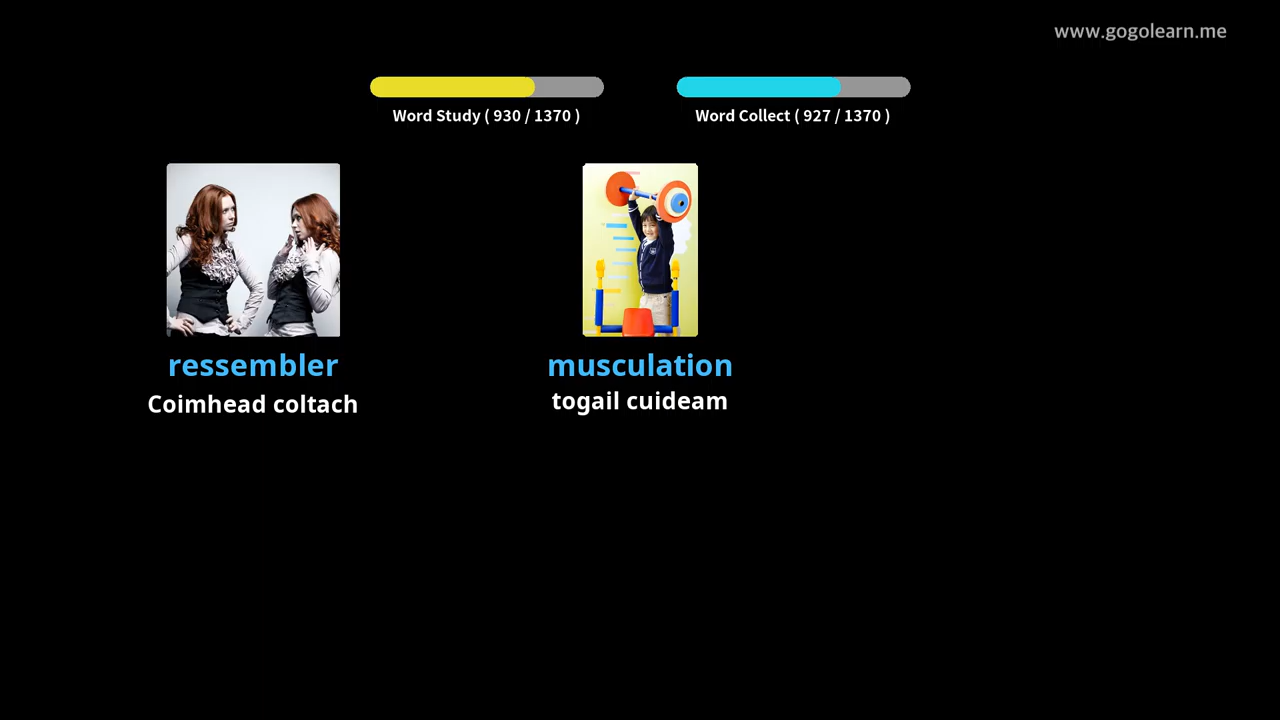 www.gogolearn.me
Word Study ( 930 / 1370 )
Word Collect ( 927 / 1370 )
ressembler
Coimhead coltach
musculation
togail cuideam